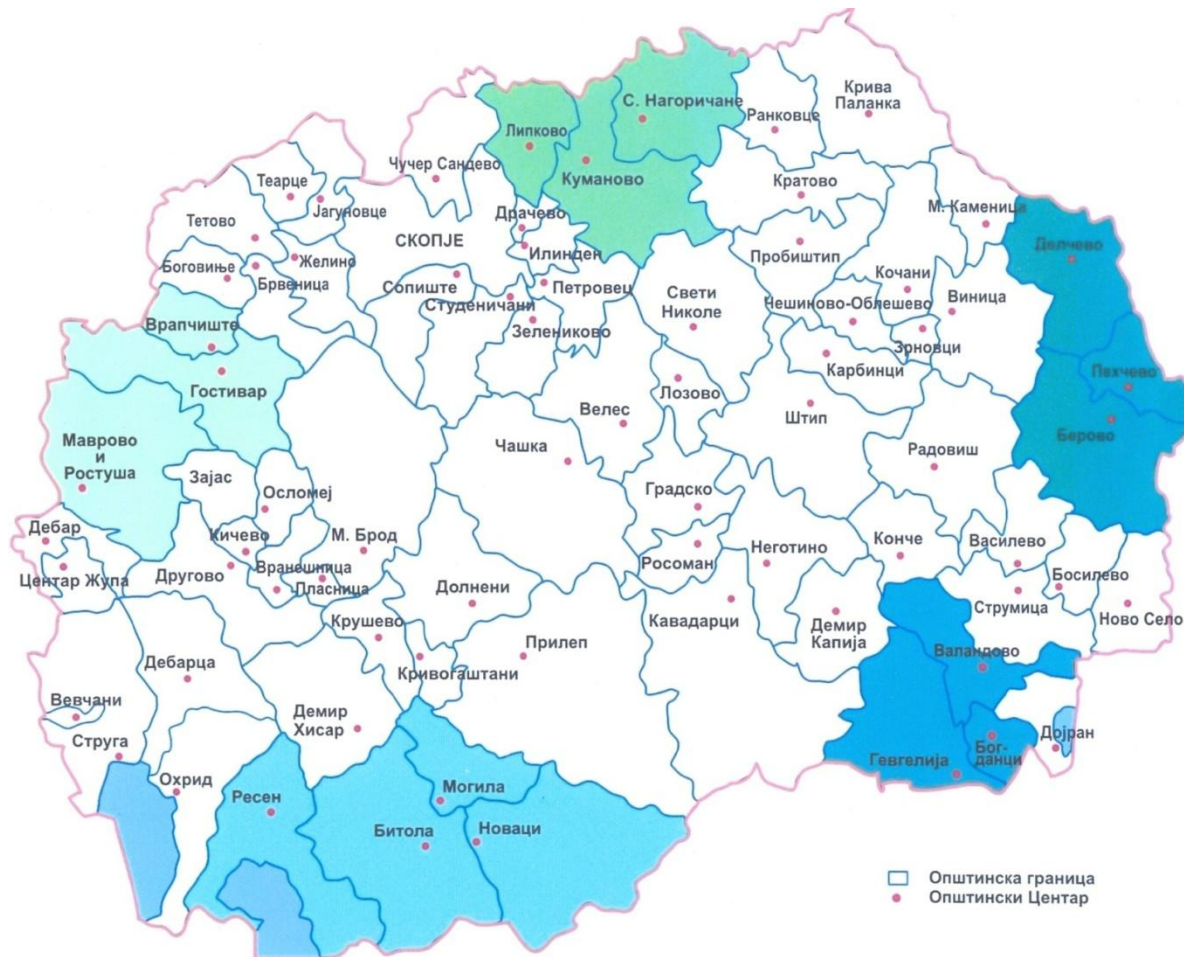 С. Нагоричане
Крива
Паланка
Ранковце
Липково
Чучер Сандево
Куманово
Теарце
Кратово
Јагуновце
Драчево
М. Каменица
Тетово
СКОПЈЕ
Делчево
Илинден
Пробиштип
Желино
Боговиње
Кочани
Брвеница
Сопиште
Петровец
Свети
Николе
Студеничани
Чешиново-Облешево
Виница
Зелениково
Врапчиште
Зрновци
Карбинци
Пехчево
Гостивар
Лозово
Велес
Штип
Берово
Маврово
и
Ростуша
Чашка
Радовиш
Зајас
Осломеј
Градско
Дебар
Кичево
М. Брод
Неготино
Конче
Василево
Центар Жупа
Другово
Вранешница
Росоман
Босилево
Пласница
Долнени
Струмица
Ново Село
Крушево
Кавадарци
Демир
Капија
Прилеп
Валандово
Дебарца
Кривогаштани
Вевчани
Демир
Хисар
Дојран
Струга
Бог-
данци
Гевгелија
Охрид
Могила
Ресен
Битола
Новаци
Општинска граница
Општински Центар